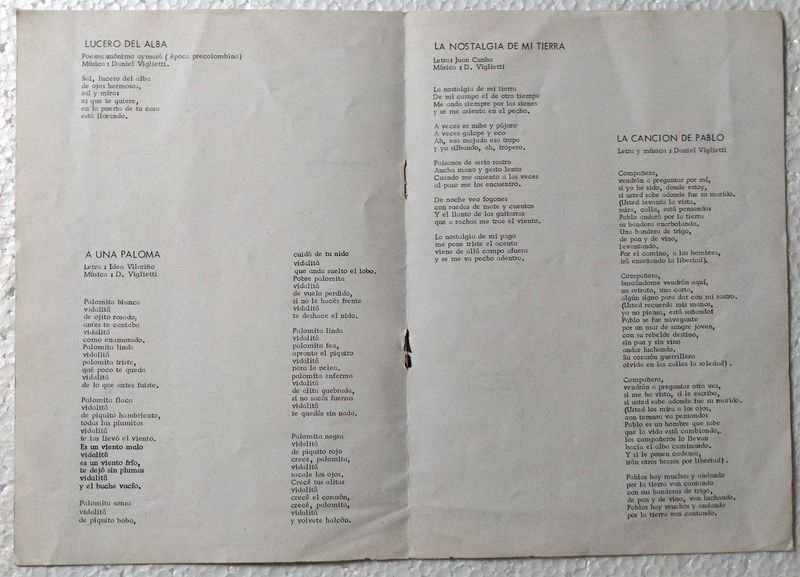 LUCERO DEL ALBA
Poema anónimo aymará ( época precolombina)
Música : Daniel Viglietti.
Sal, lucero del alba
de ojos hermosos,
sal y mira:
el que te quiere,
en la puerta de tu casa
está llorando.
A UNA PALOMA
Letra : Idea Vilariño
Música : D. Viglietti
Palomita blanca
vidalitá
de ojito rosado,
antes te cantaba
vidalitá
como enamorado.
Palomita linda
vidalitá
palomita triste,
qué poco te queda
vidalitá
de lo que antes fuiste.
Palomita flaca
vidalitá
de piquito hambriento,
todas las plumitas
vidalitá
te las llevó el viento.
Es un viento malo
vidalitá
es un viento frío,
te dejó sin plumas
vidalitá
y el buche vacío.
Palomita sonza
vidalitá
de piquito bobo,
cuidá de tu nido
vidalitá
que anda suelto el lobo.
Pobre palomita
vidalitá
de vuelo perdido,
si no le hacés frente
vidalitá
te deshace el nido.
Palomita linda
vidalitá
palomita fea,
apronta el piquito
vidalitá
para la pelea.
palomita enferma
vidalitá
de alita quebrada,
si no sacás fuerzas
vidalitá
te quedás sin nada.
Palomita negra
vidalitá
de piquito rojo
crecé, palomita,
vidalitá
sacale los ojos.
Crecé tus alitas
vidalitá
crecé el corazón,
crecé, palomita,
vidalitá
y volvete halcón.
LA NOSTALGIA DE MI TIERRA
Letra: Juan Cunha
Música : D. Viglietti
La nostalgia de mi tierra
De mi campo el de otro tiempo
Me anda siempre por las sienes
y se me asienta en el pecho.
A veces es nube y pájaro
A veces galope y eco
Ah, esa majada esa tropa
y yo silbando, ah, tropero.
Paisanos de serio rostro
Ancha mano y gesto lento
Cuando me ausento a las veces
al paso me los encuentro.
De noche veo fogones
con ruedas de mate y cuentos
Y el llanto de las guitarras
que a rachas me trae el viento.
La nostalgia de mi pago
me pone triste el acento
viene de allá campo afuera
y se me va pecho adentro.
LA CANCION DE PABLO
Letra y música : Daniel Viglietti
Compañera,
vendrán a preguntar por mí,
si yo he sido, donde estoy,
si usted sabe adonde fue su marido.
(Usted levanta la vista,
mira, calla, está pensando:
Pablo andará por la tierra
su bandera enarbolando.
Una bandera de trigo,
de pan y de vino,
levantando.
Por el camino, a los hombres,
irá enseñando la libertad).
Compañera,
buscándome vendrán aquí,
un retrato, una carta,
algún signo para dar con mi rastro.
(Usted recuerda mis manos,
ya no piensa, está soñando:
Pablo se fue navegante
por un mar de sangre joven,
con su rebelde destino,
sin pan y sin vino
andar luchando.
Su corazón guerrillero
olvida en las calles la soledad) .
Compañera,
vendrán a preguntar otra vez,
si me ha visto, si le escribo,
si usted sabe adonde fue su marido.
(Usted los mira a los ojos,
con ternura va pensando:
Pablo es un hombre que sabe
que la vida está cambiando,
los compañeros lo llevan
hacia el alba caminando.
Y si le ponen cadenas,
irán otros brazos por libertad) .
Pablos hay muchos y andando
por la tierra van cantando
con sus banderas de trigo,
de pan y de vino, van luchando.
Pablos hay muchos y andando
por la tierra van cantando.